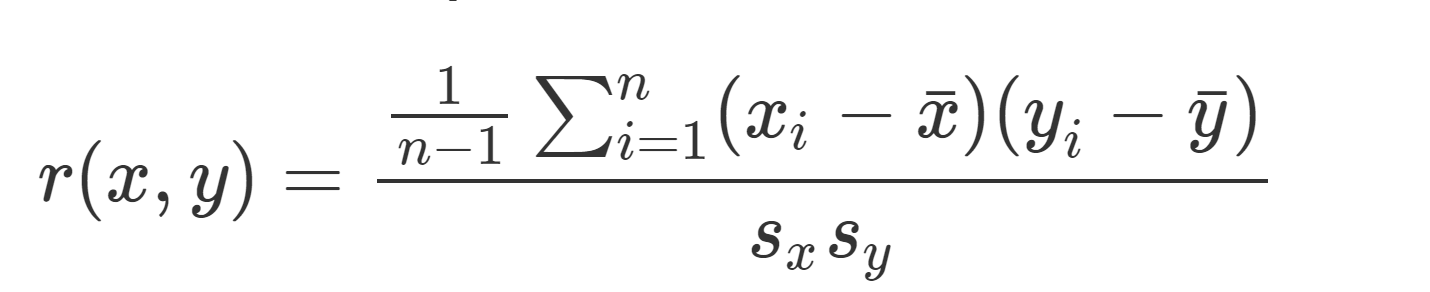 r(x, y) = \frac{\frac{1}{n-1} \sum_{i=1}^{n} (x_i - \bar{x})(y_i - \bar{y})}{s_x s_y}